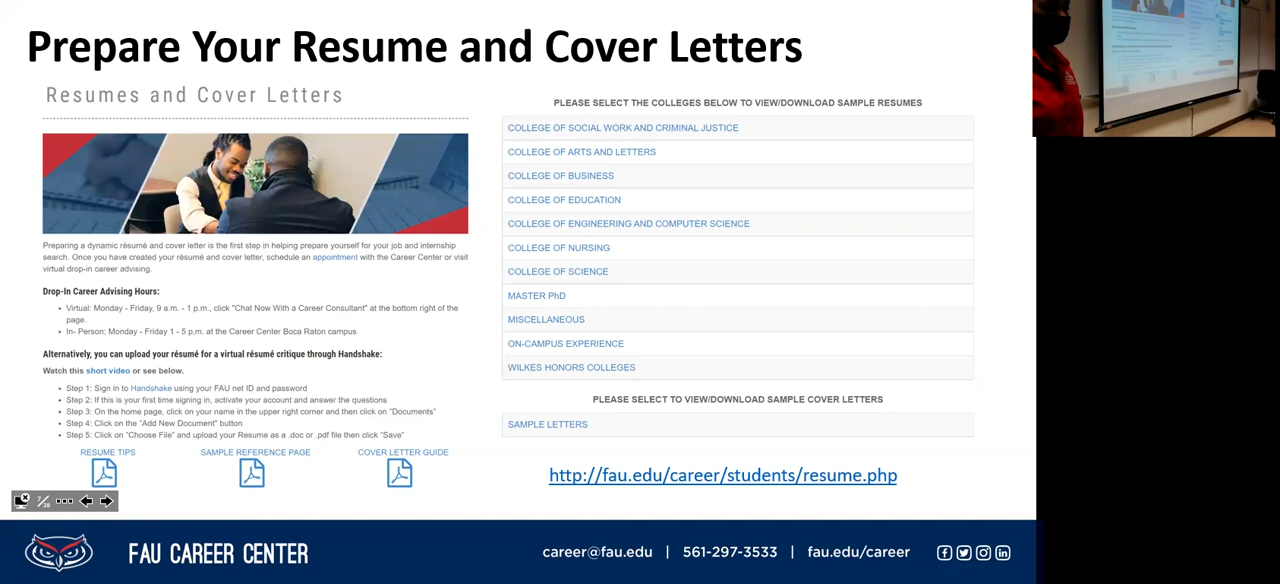 Prepare Your Resume and Cover Letters
Resumes and Cover Letters
Preparing a dynamic résumé and cover letter is the first step in helping prepare yourself for your job and internship
search. Once you have created your résumé and cover letter, schedule an appointment with the Career Center or visit
virtual drop-in career advising.
Drop-In Career Advising Hours:
• Virtual: Monday - Friday, 9 a.m. - 1 p.m., click "Chat Now With a Career Consultant" at the bottom right of the
page.
• In- Person: Monday - Friday 1 - 5 p.m. at the Career Center Boca Raton campus
Alternatively, you can upload your résumé for a virtual résumé critique through Handshake:
Watch this short video or see below.
• Step 1: Sign in to Handshake using your FAU net ID and password
• Step 2: If this is your first time signing in, activate your account and answer the questions
• Step 3: On the home page, click on your name in the upper right corner and then click on "Documents"
• Step 4: Click on the "Add New Document" button
• Step 5: Click on "Choose File" and upload your Resume as a .doc or .pdf file then click "Save"
RESUME TIPS
SAMPLE REFERENCE PAGE
COVER LETTER GUIDE
7/28
PLEASE SELECT THE COLLEGES BELOW TO VIEW/DOWNLOAD SAMPLE RESUMES
COLLEGE OF SOCIAL WORK AND CRIMINAL JUSTICE
COLLEGE OF ARTS AND LETTERS
COLLEGE OF BUSINESS
COLLEGE OF EDUCATION
COLLEGE OF ENGINEERING AND COMPUTER SCIENCE
COLLEGE OF NURSING
COLLEGE OF SCIENCE
MASTER PhD
MISCELLANEOUS
ON-CAMPUS EXPERIENCE
WILKES HONORS COLLEGES
PLEASE SELECT TO VIEW/DOWNLOAD SAMPLE COVER LETTERS
SAMPLE LETTERS
http://fau.edu/career/students/resume.php
FAU CAREER CENTER
career@fau.edu | 561-297-3533 | fau.edu/career